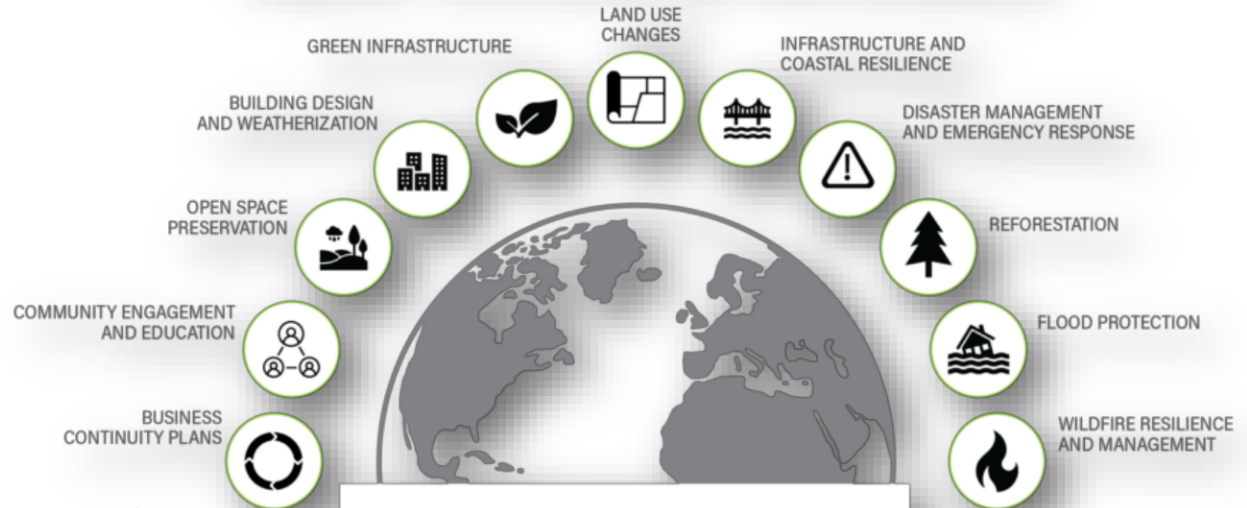 LAND USE
CHANGES
GREEN INFRASTRUCTURE
INFRASTRUCTURE AND
COASTAL RESILIENCE
BUILDING DESIGN
AND WEATHERIZATION
DISASTER MANAGEMENT
AND EMERGENCY RESPONSE
OPEN SPACE
PRESERVATION
REFORESTATION
COMMUNITY ENGAGEMENT
AND EDUCATION
FLOOD PROTECTION
BUSINESS
CONTINUITY PLANS
WILDFIRE RESILIENCE
AND MANAGEMENT